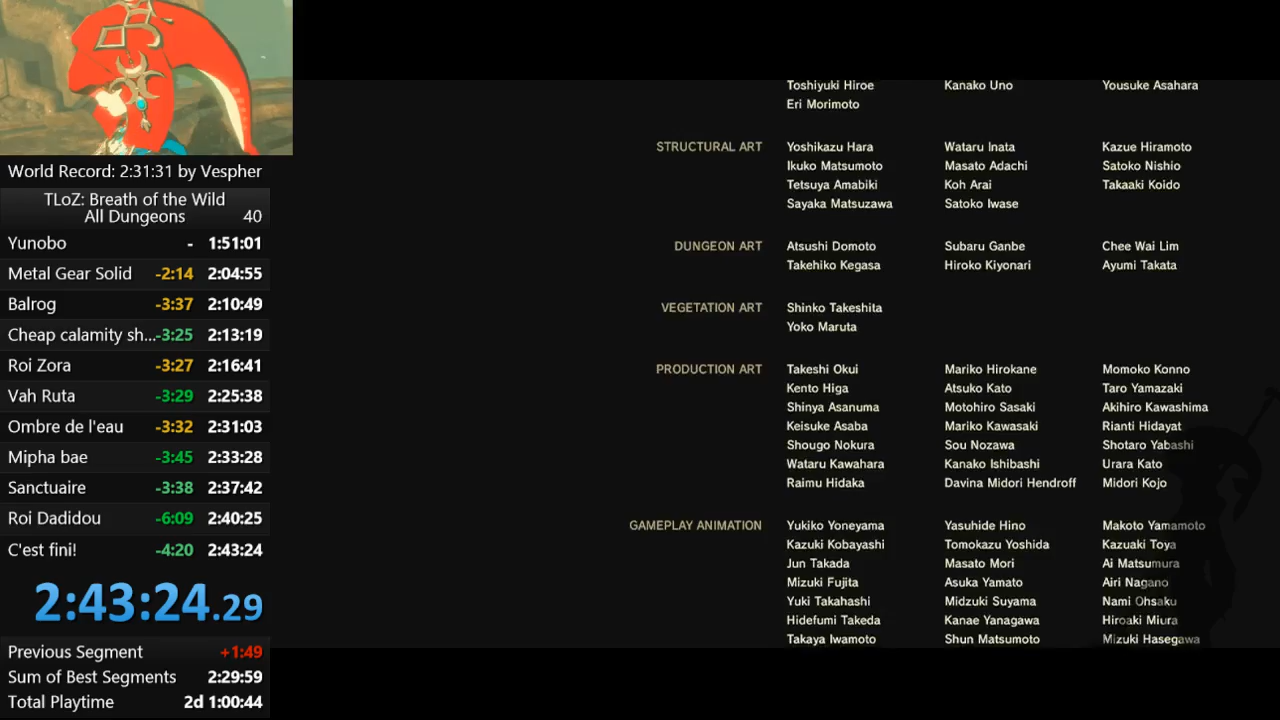 World Record: 2:31:31 by Vespher
TLoZ: Breath of the Wild
All Dungeons 40
Yunobo - 1:51:01
Metal Gear Solid -2:14 2:04:55
Balrog -3:37 2:10:49
Cheap calamity sh... -3:25 2:13:19
Roi Zora -3:27 2:16:41
Vah Ruta -3:29 2:25:38
Ombre de l'eau -3:32 2:31:03
Mipha bae -3:45 2:33:28
Sanctuaire -3:38 2:37:42
Roi Dadidou -6:09 2:40:25
C'est fini! -4:20 2:43:24
2:43:24.29
Previous Segment +1:49
Sum of Best Segments 2:29:59
Total Playtime 2d 1:00:44
Toshiyuki Hiroe Kanako Uno Yousuke Asahara
Eri Morimoto
STRUCTURAL ART Yoshikazu Hara Wataru Inata Kazue Hiramoto
Ikuko Matsumoto Masato Adachi Satoko Nishio
Tetsuya Amabiki Koh Arai Takaaki Koido
Sayaka Matsuzawa Satoko Iwase
DUNGEON ART Atsushi Domoto Subaru Ganbe Chee Wai Lim
Takehiko Kegasa Hiroko Kiyonari Ayumi Takata
VEGETATION ART Shinko Takeshita
Yoko Maruta
PRODUCTION ART Takeshi Okui Mariko Hirokane Momoko Konno
Kento Higa Atsuko Kato Taro Yamazaki
Shinya Asanuma Motohiro Sasaki Akihiro Kawashima
Keisuke Asaba Mariko Kawasaki Rianti Hidayat
Shougo Nokura Sou Nozawa Shotaro Yabashi
Wataru Kawahara Kanako Ishibashi Urara Kato
Raimu Hidaka Davina Midori Hendroff Midori Kojo
GAMEPLAY ANIMATION Yukiko Yoneyama Yasuhide Hino Makoto Yamamoto
Kazuki Kobayashi Tomokazu Yoshida Kazuaki Toya
Jun Takada Masato Mori Ai Matsumura
Mizuki Fujita Asuka Yamato Airi Nagano
Yuki Takahashi Midzuki Suyama Nami Ohsaku
Hidefumi Takeda Kanae Yanagawa Hiroaki Miura
Takaya Iwamoto Shun Matsumoto Mizuki Hasegawa